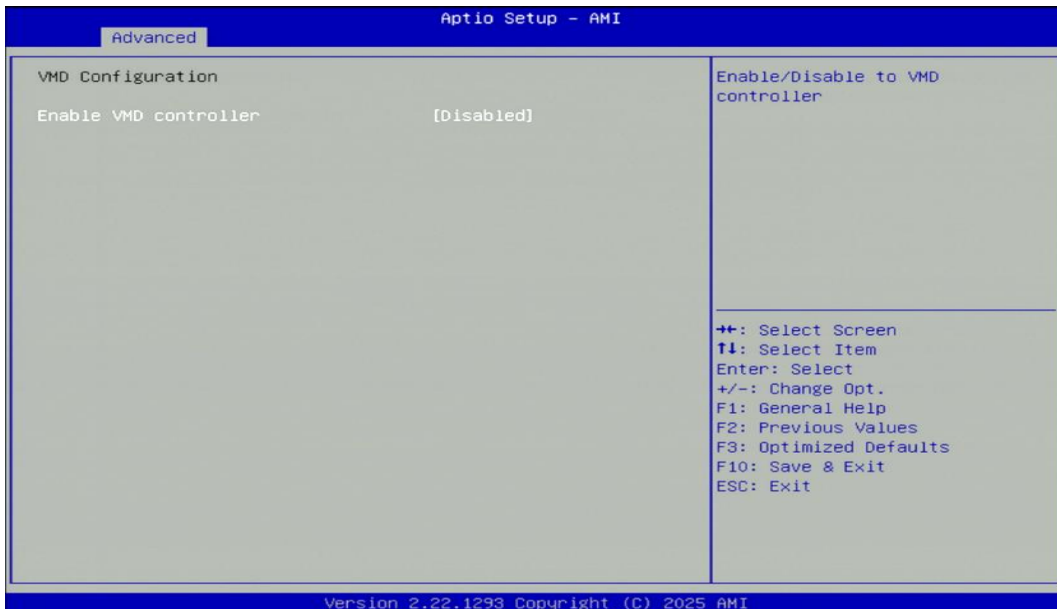 Aptio Setup - AMI
Advanced
VMD Configuration
Enable VMD controller [Disabled]
Enable/Disable to VMD
controller
→←: Select Screen
↑↓: Select Item
Enter: Select
+/-: Change Opt.
F1: General Help
F2: Previous Values
F3: Optimized Defaults
F10: Save & Exit
ESC: Exit
Version 2.22.1293 Copyright (C) 2025 AMI